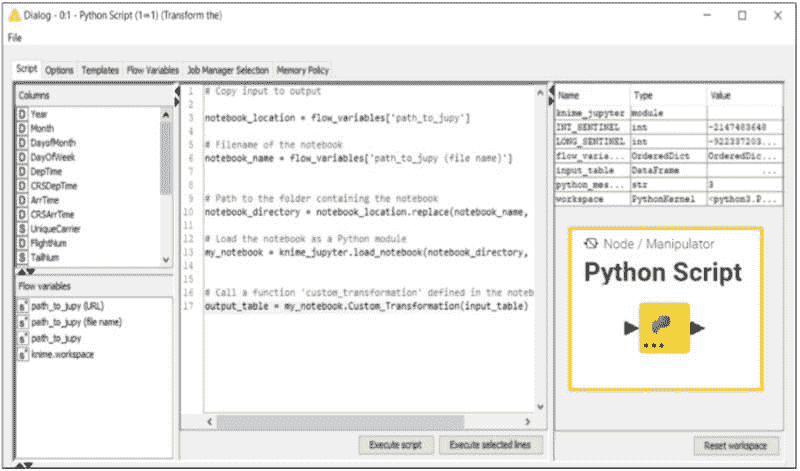 Dialog - 0:1 - Python Script (1⇒1) (Transform the)
File
Script Options Templates Flow Variables Job Manager Selection Memory Policy
Columns
D Year
D Month
D DayofMonth
D DayOfWeek
D DepTime
D CRSDepTime
D ArrTime
D CRSArrTime
S UniqueCarrier
D FlightNum
S TailNum
Flow variables
s path_to_jupy (URL)
s path_to_jupy (file name)
s path_to_jupy
s knime.workspace
1 # Copy input to output
2
3 notebook_location = flow_variables['path_to_jupy']
4
5 # Filename of the notebook
6 notebook_name = flow_variables['path_to_jupy (file name)']
7
8
9 # Path to the folder containing the notebook
10 notebook_directory = notebook_location.replace(notebook_name,
11
12 # Load the notebook as a Python module
13 my_notebook = knime_jupyter.load_notebook(notebook_directory,
14
15
16 # Call a function 'custom_transformation' defined in the noteb
17 output_table = my_notebook.Custom_Transformation(input_table)
Execute script Execute selected lines
Name Type Value
knime_jupyter module
INT_SENTINEL int -2147483648
LONG_SENTINEL int -922337203...
flow_varia... OrderedDict OrderedDic...
input_table DataFrame ...
python_mes... str 3
workspace PythonKernel <python3.P...
Node / Manipulator
Python Script
Reset workspace